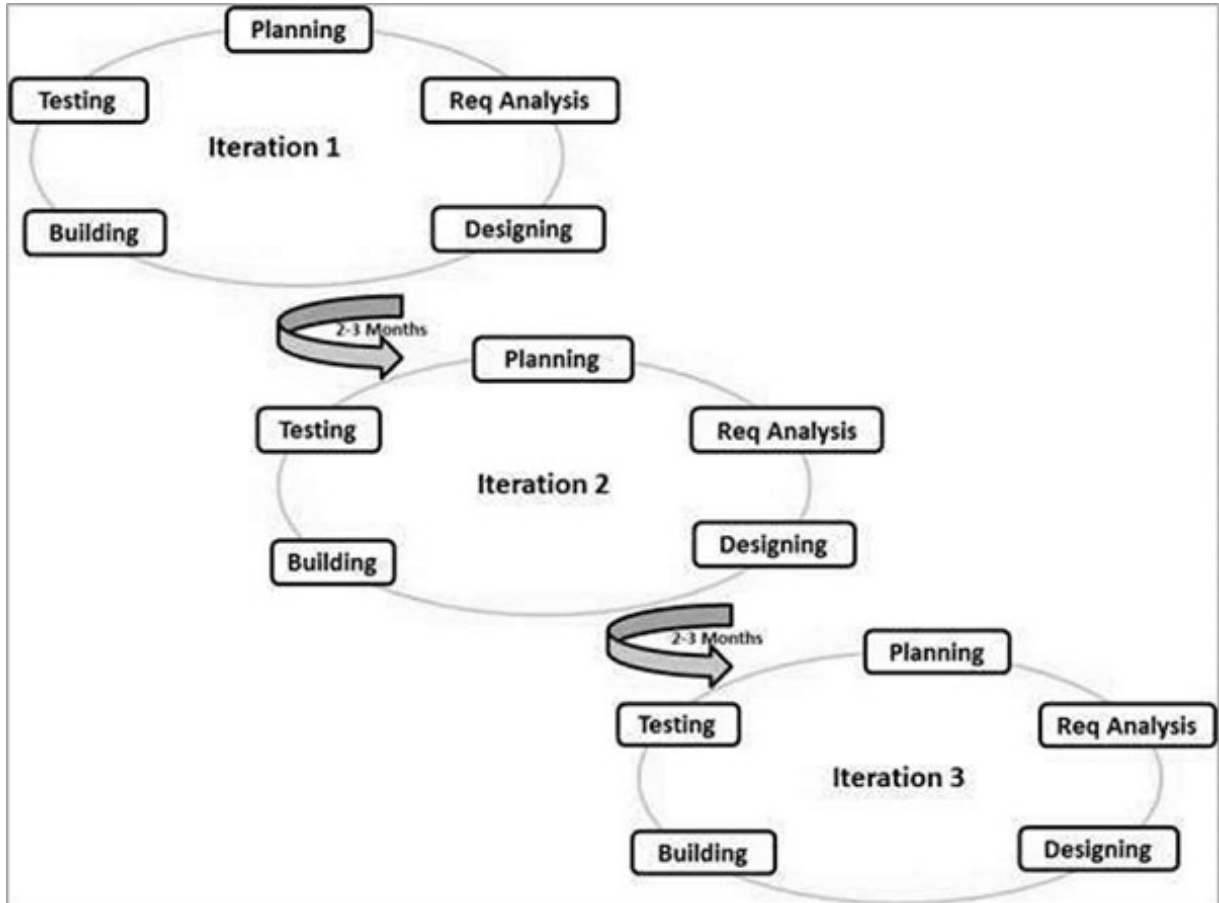 Planning
Testing
Req Analysis
Iteration 1
Building
Designing
2-3 Months
Planning
Testing
Req Analysis
Iteration 2
Building
Designing
2-3 Months
Planning
Testing
Req Analysis
Iteration 3
Building
Designing